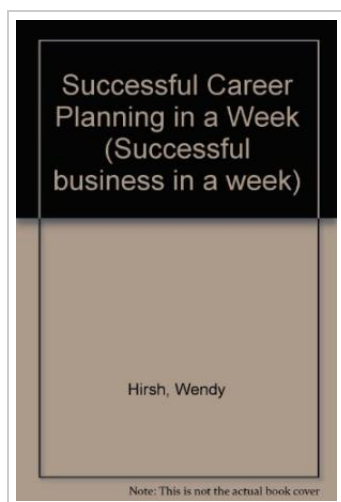 Successful Career
Planning in a Week
(Successful
business in a week)
Hirsh, Wendy
Note: This is not the actual book cover